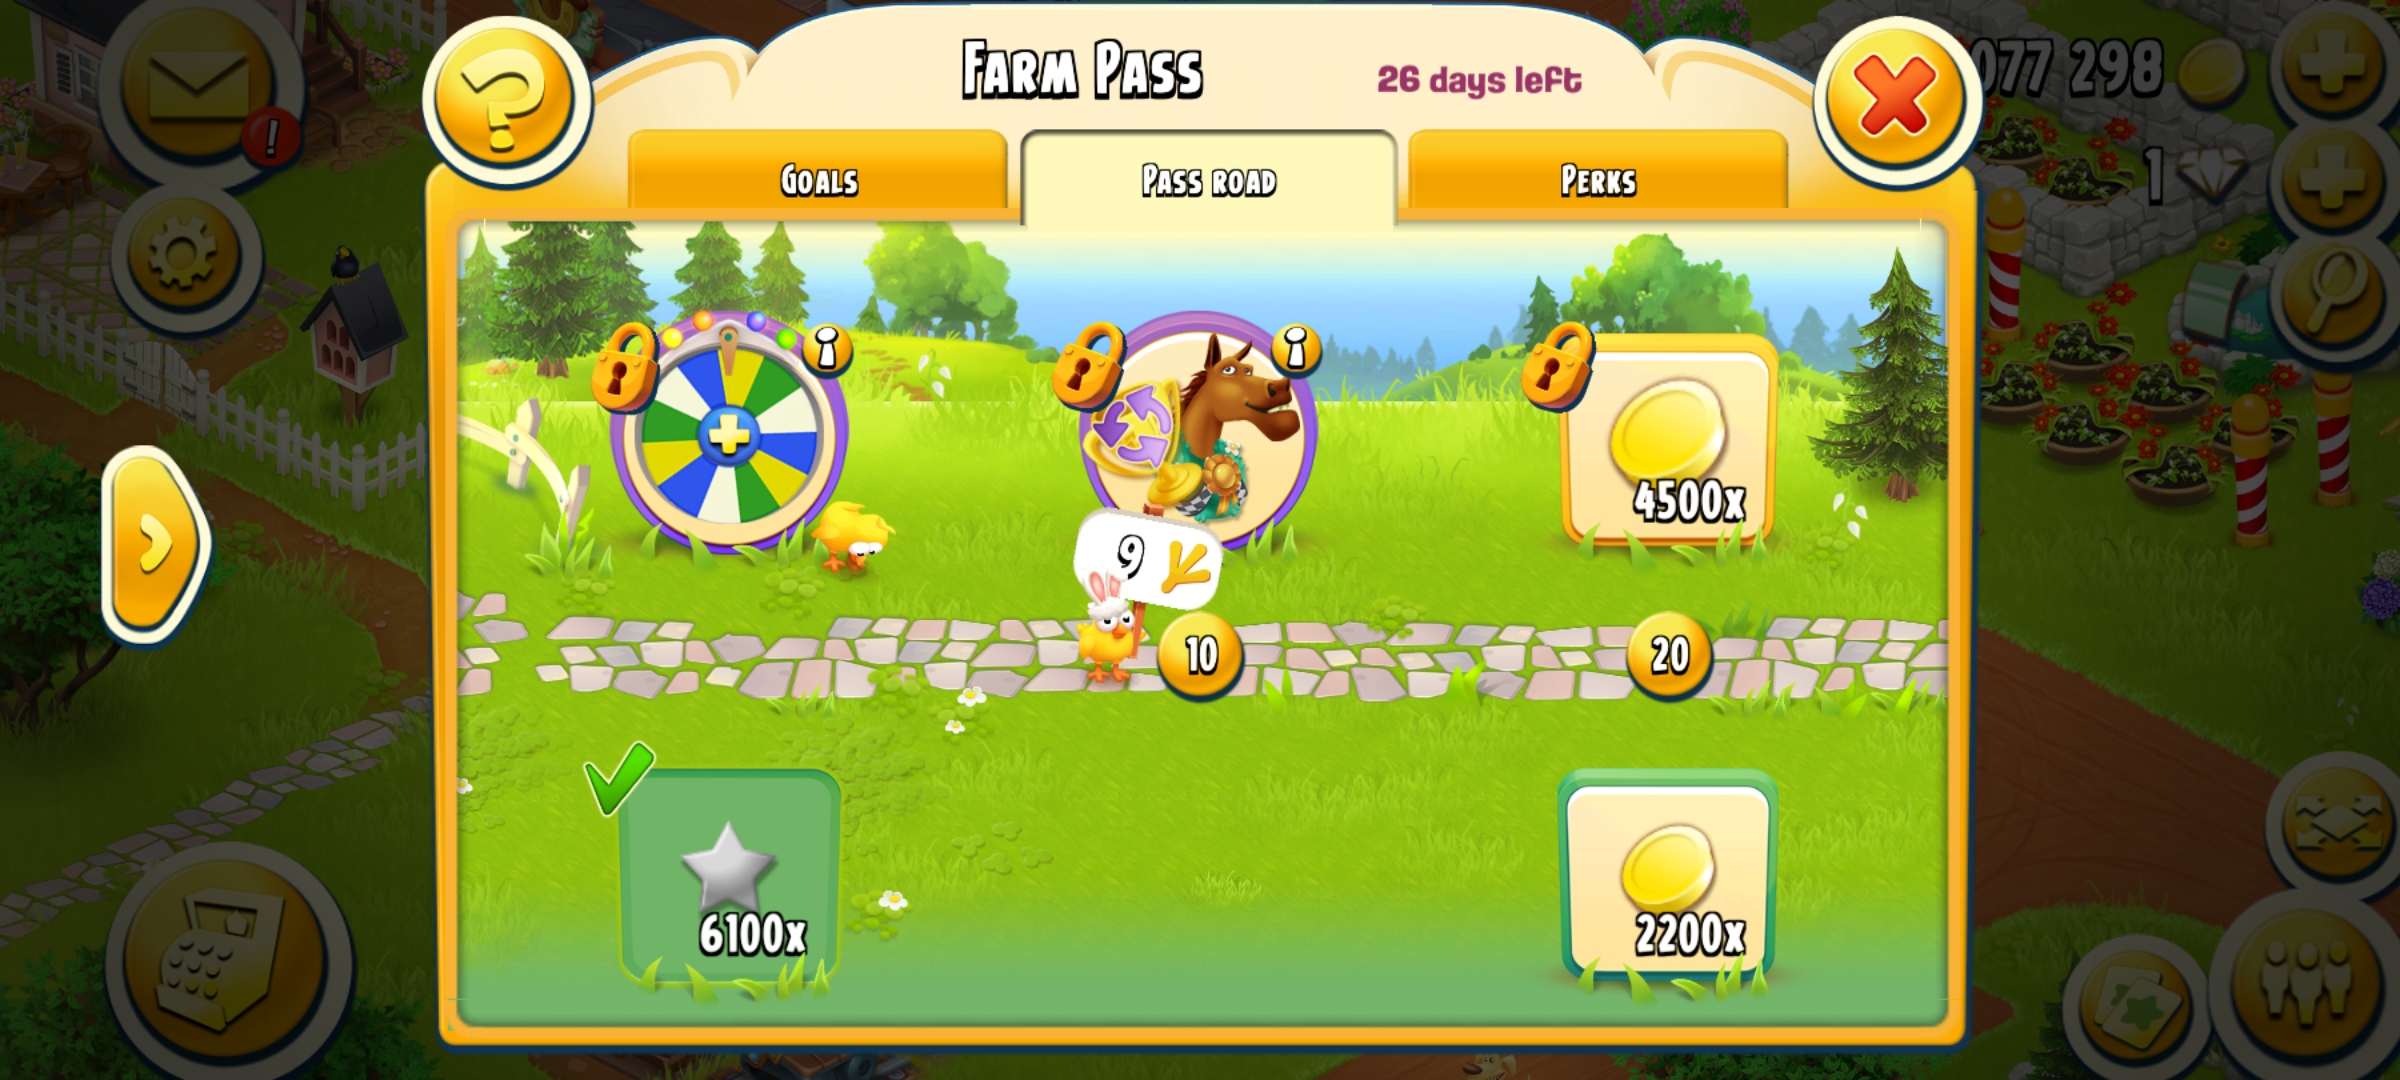 FARM PASS
26 days left
077 298
GOALS
PASS ROAD
PERKS
1
4500x
9
10
20
6100x
2200x